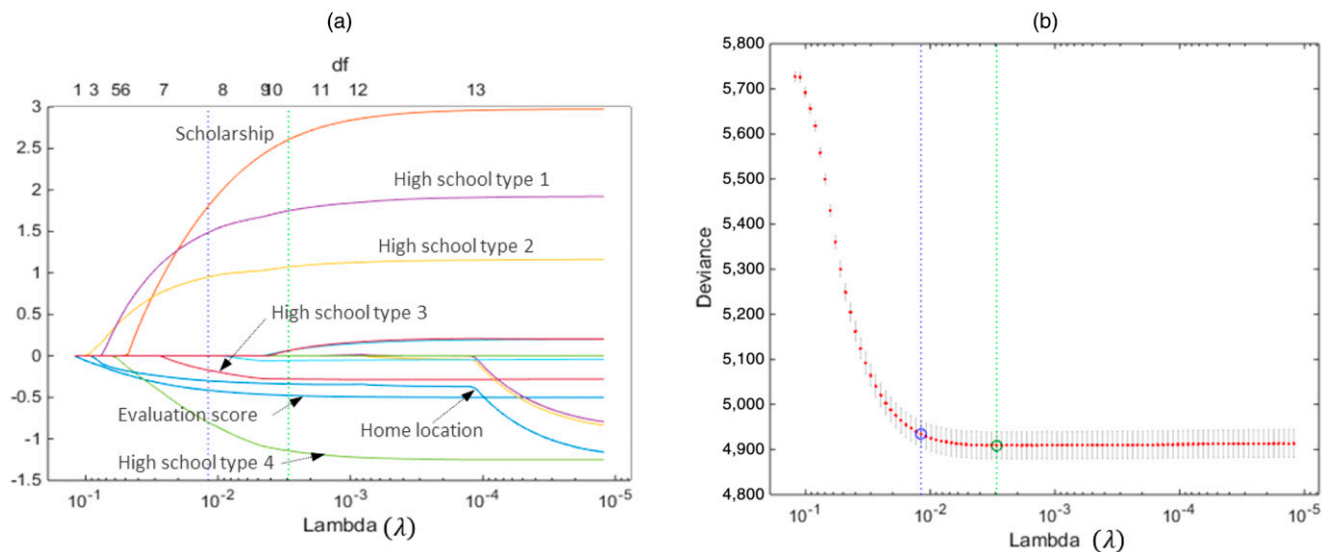 (a)
df
1 3 56 7 8 9 10 11 12 13
3
2.5
2
1.5
1
0.5
0
-0.5
-1
-1.5
Scholarship
High school type 1
High school type 2
High school type 3
Evaluation score
Home location
High school type 4
10⁻¹ 10⁻² 10⁻³ 10⁻⁴ 10⁻⁵
Lambda (λ)
(b)
5,800
5,700
5,600
5,500
5,400
5,300
5,200
5,100
5,000
4,900
4,800
Deviance
10⁻¹ 10⁻² 10⁻³ 10⁻⁴ 10⁻⁵
Lambda (λ)